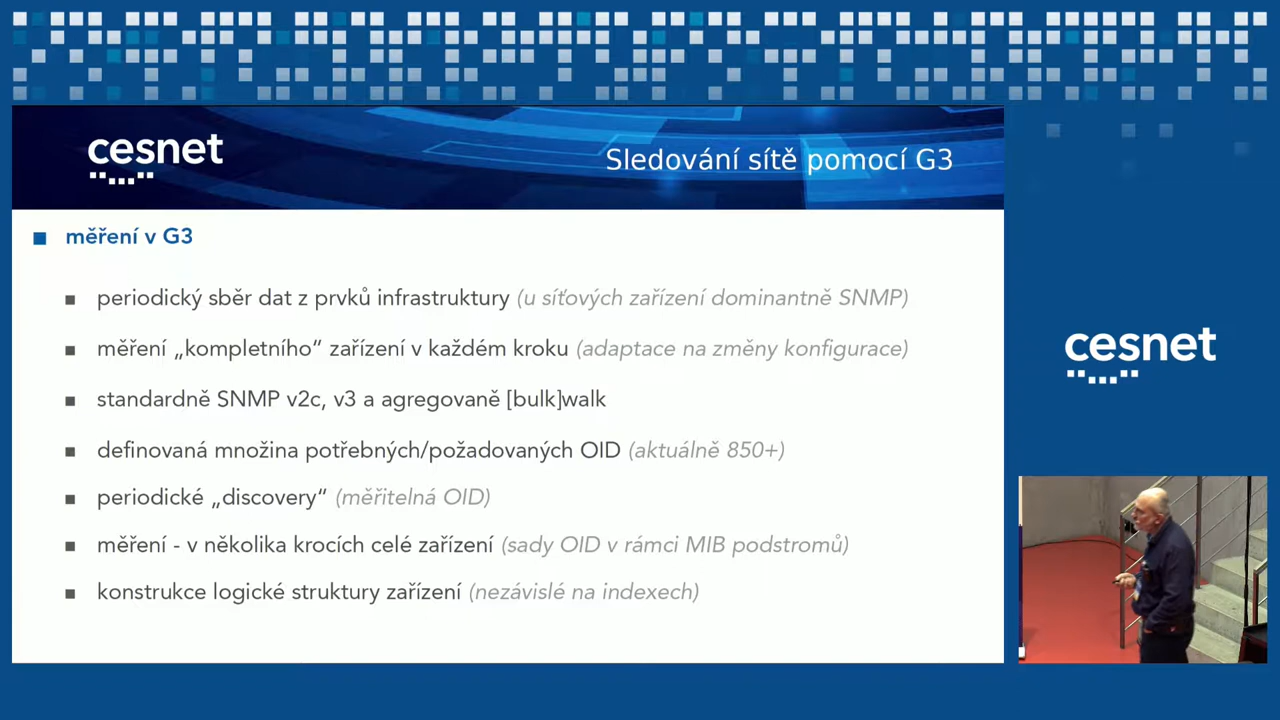 cesnet
Sledování sítě pomocí G3
měření v G3
periodický sběr dat z prvků infrastruktury (u síťových zařízení dominantně SNMP)
měření „kompletního“ zařízení v každém kroku (adaptace na změny konfigurace)
standardně SNMP v2c, v3 a agregovaně [bulk]walk
definovaná množina potřebných/požadovaných OID (aktuálně 850+)
periodické „discovery“ (měřitelná OID)
měření - v několika krocích celé zařízení (sady OID v rámci MIB podstromů)
konstrukce logické struktury zařízení (nezávislé na indexech)
cesnet